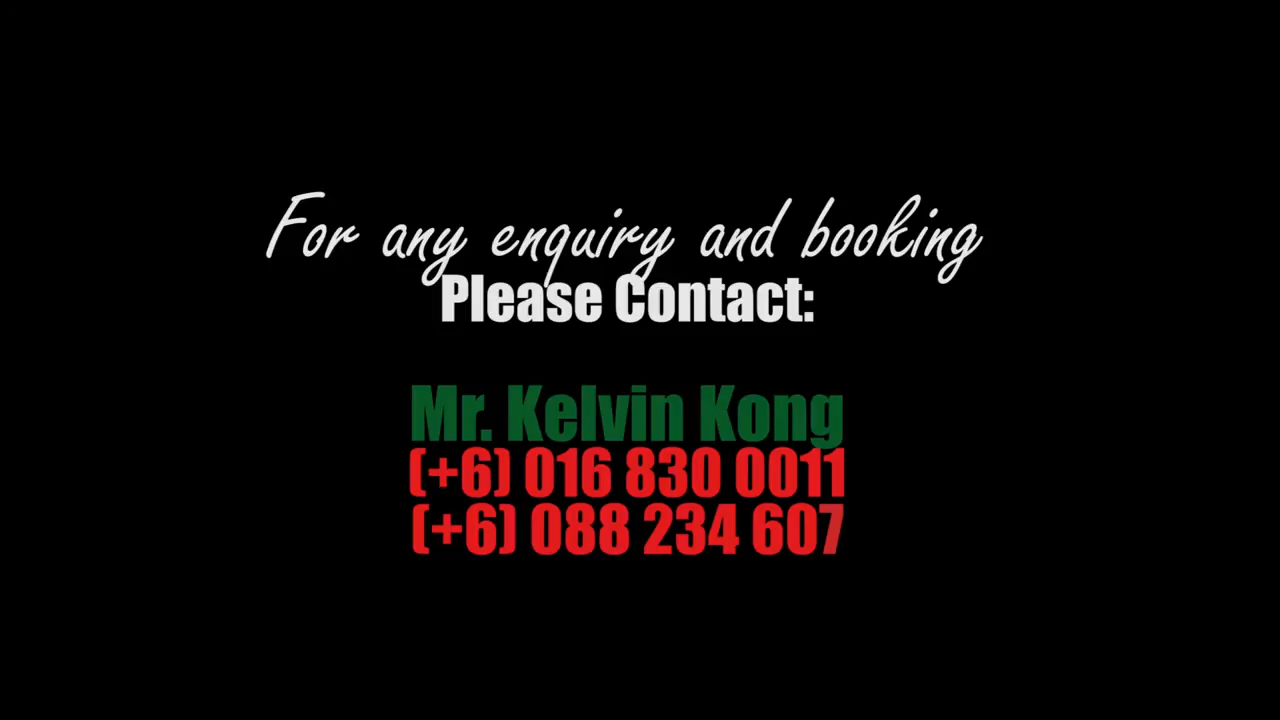 For any enquiry and booking
Please Contact:
Mr. Kelvin Kong
(+6) 016 830 0011
(+6) 088 234 607